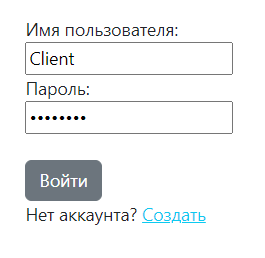 Имя пользователя:
Client
Пароль:
••••••••
Войти
Нет аккаунта? Создать